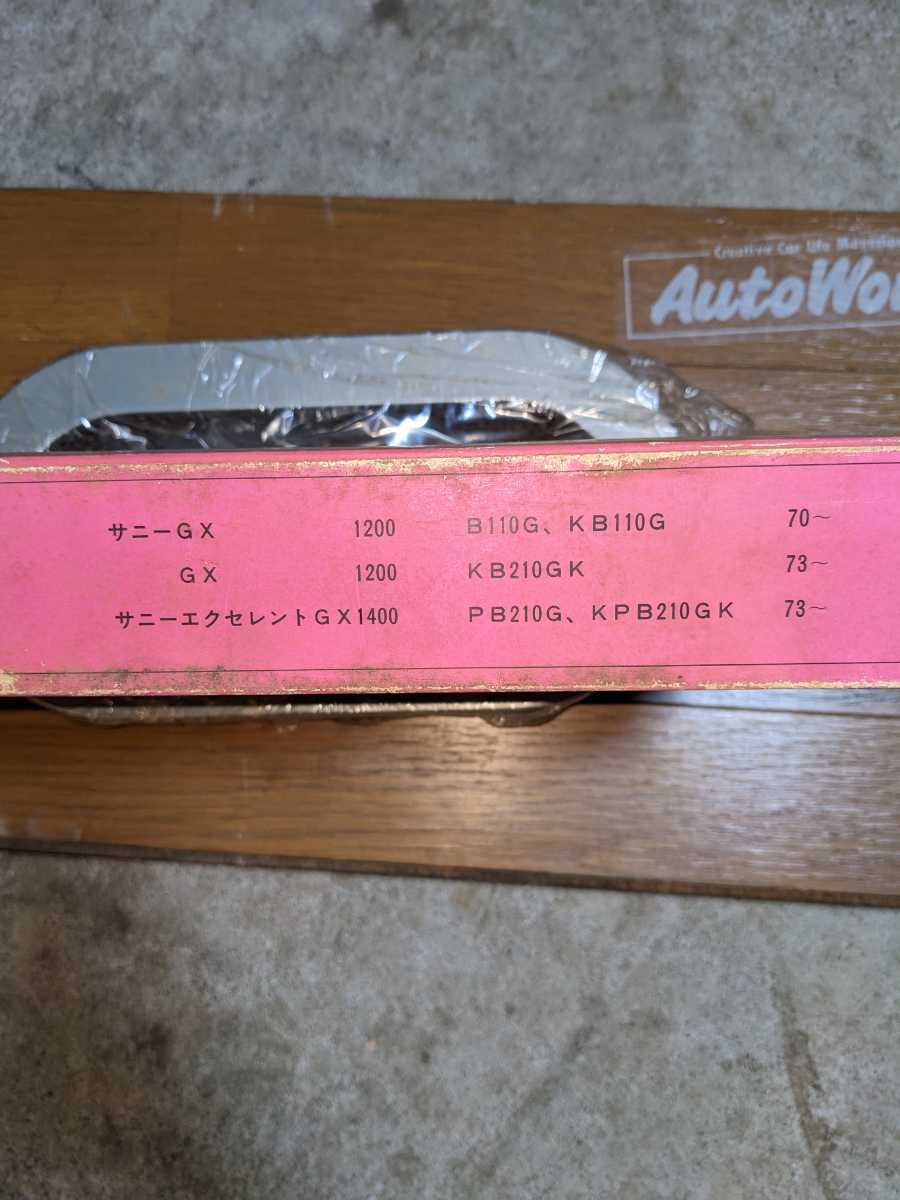 Creative Car Life Magazine
AutoWor
サニーGX 1200 B110G、KB110G 70~
GX 1200 KB210GK 73~
サニーエクセレントGX1400 PB210G、KPB210GK 73~